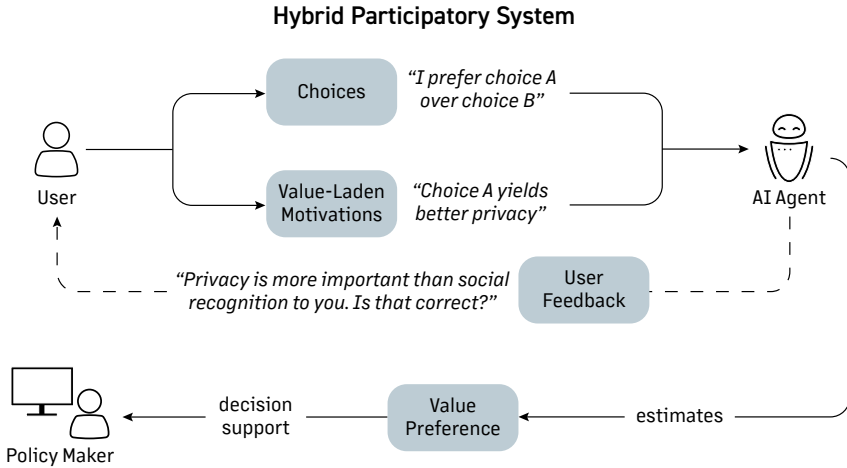 Hybrid Participatory System
Choices
“I prefer choice A
over choice B”
User
AI Agent
Value-Laden
Motivations
“Choice A yields
better privacy”
“Privacy is more important than social
recognition to you. Is that correct?”
User
Feedback
decision
support
Value
Preference
estimates
Policy Maker